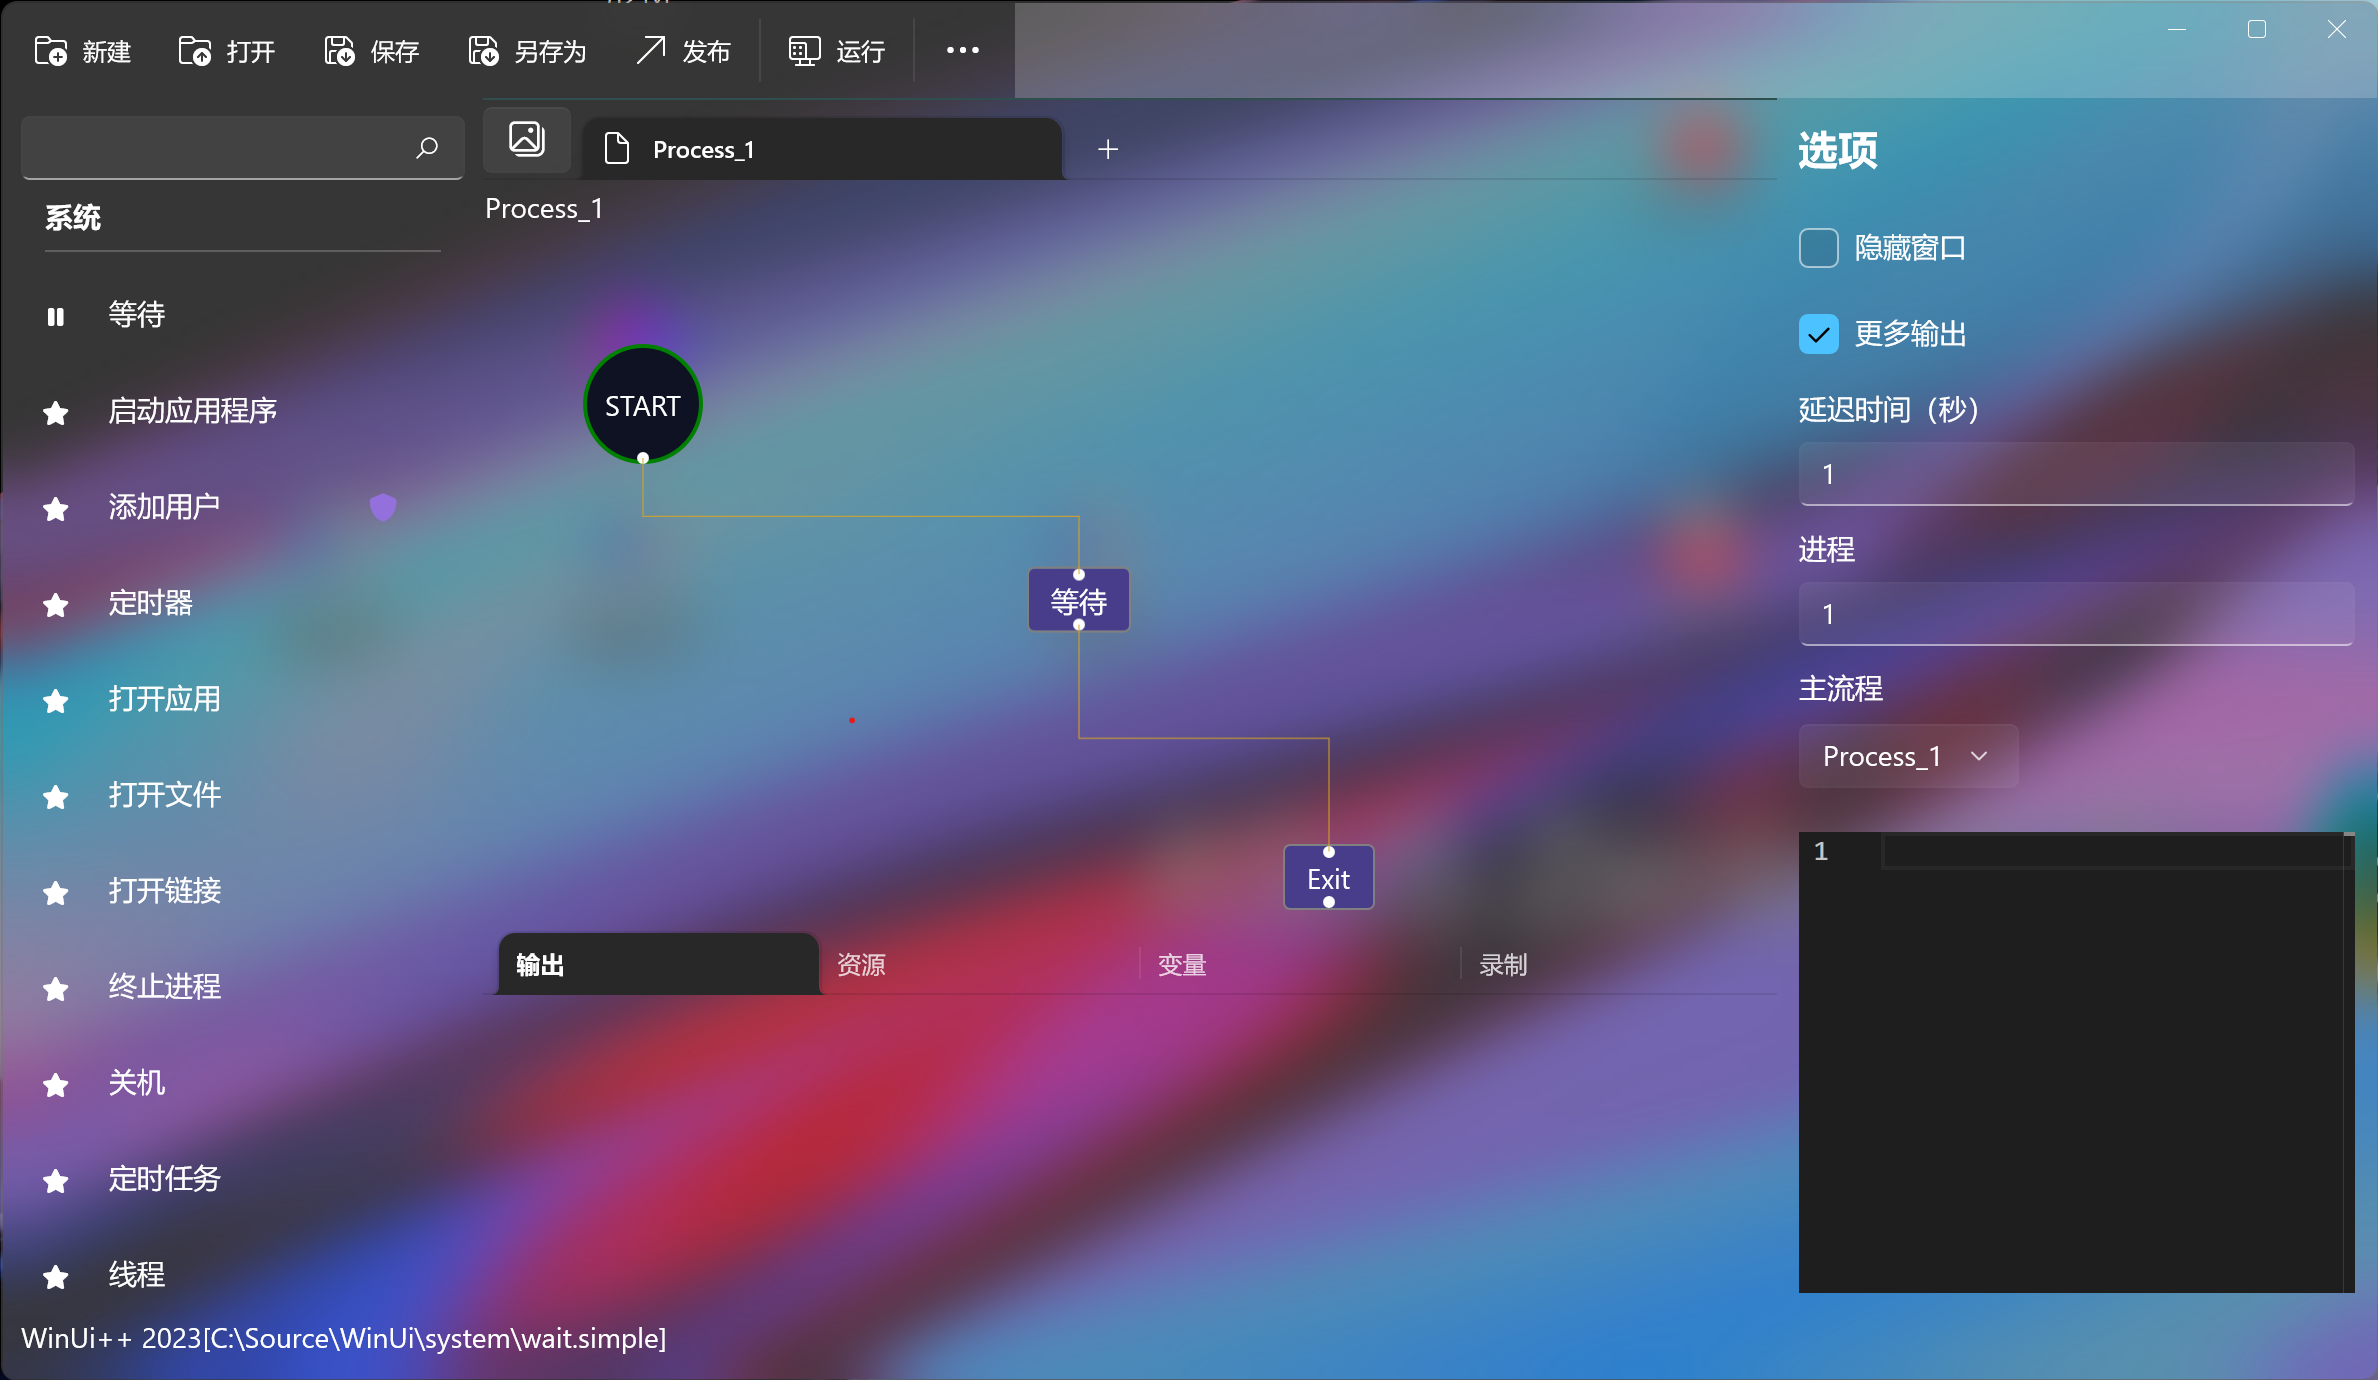 新建 打开 保存 另存为 发布 运行
系统
等待
启动应用程序
添加用户
定时器
打开应用
打开文件
打开链接
终止进程
关机
定时任务
线程
Process_1
Process_1
START
等待
Exit
输出 资源 变量 录制
选项
隐藏窗口
更多输出
延迟时间（秒）
1
进程
1
主流程
Process_1
1
WinUi++ 2023[C:\Source\WinUi\system\wait.simple]